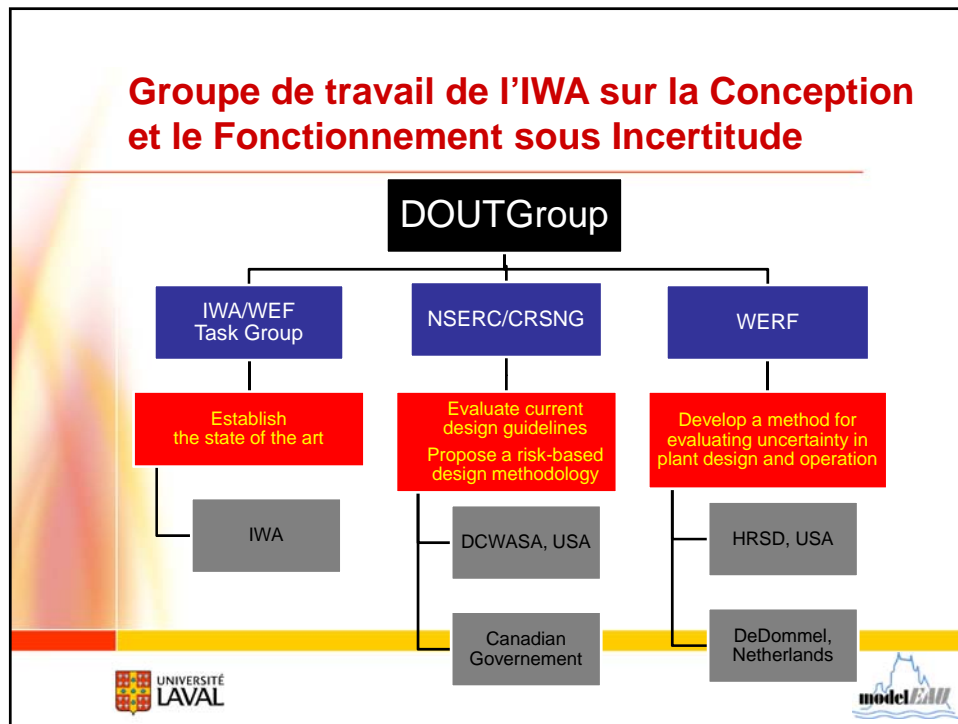 Groupe de travail de l'IWA sur la Conception
et le Fonctionnement sous Incertitude
DOUTGroup
IWA/WEF
Task Group
NSERC/CRSNG
WERF
Establish
the state of the art
Evaluate current
design guidelines
Propose a risk-based
design methodology
Develop a method for
evaluating uncertainty in
plant design and operation
IWA
DCWASA, USA
HRSD, USA
Canadian
Governement
DeDommel,
Netherlands
UNIVERSITÉ
LAVAL
modelEAU